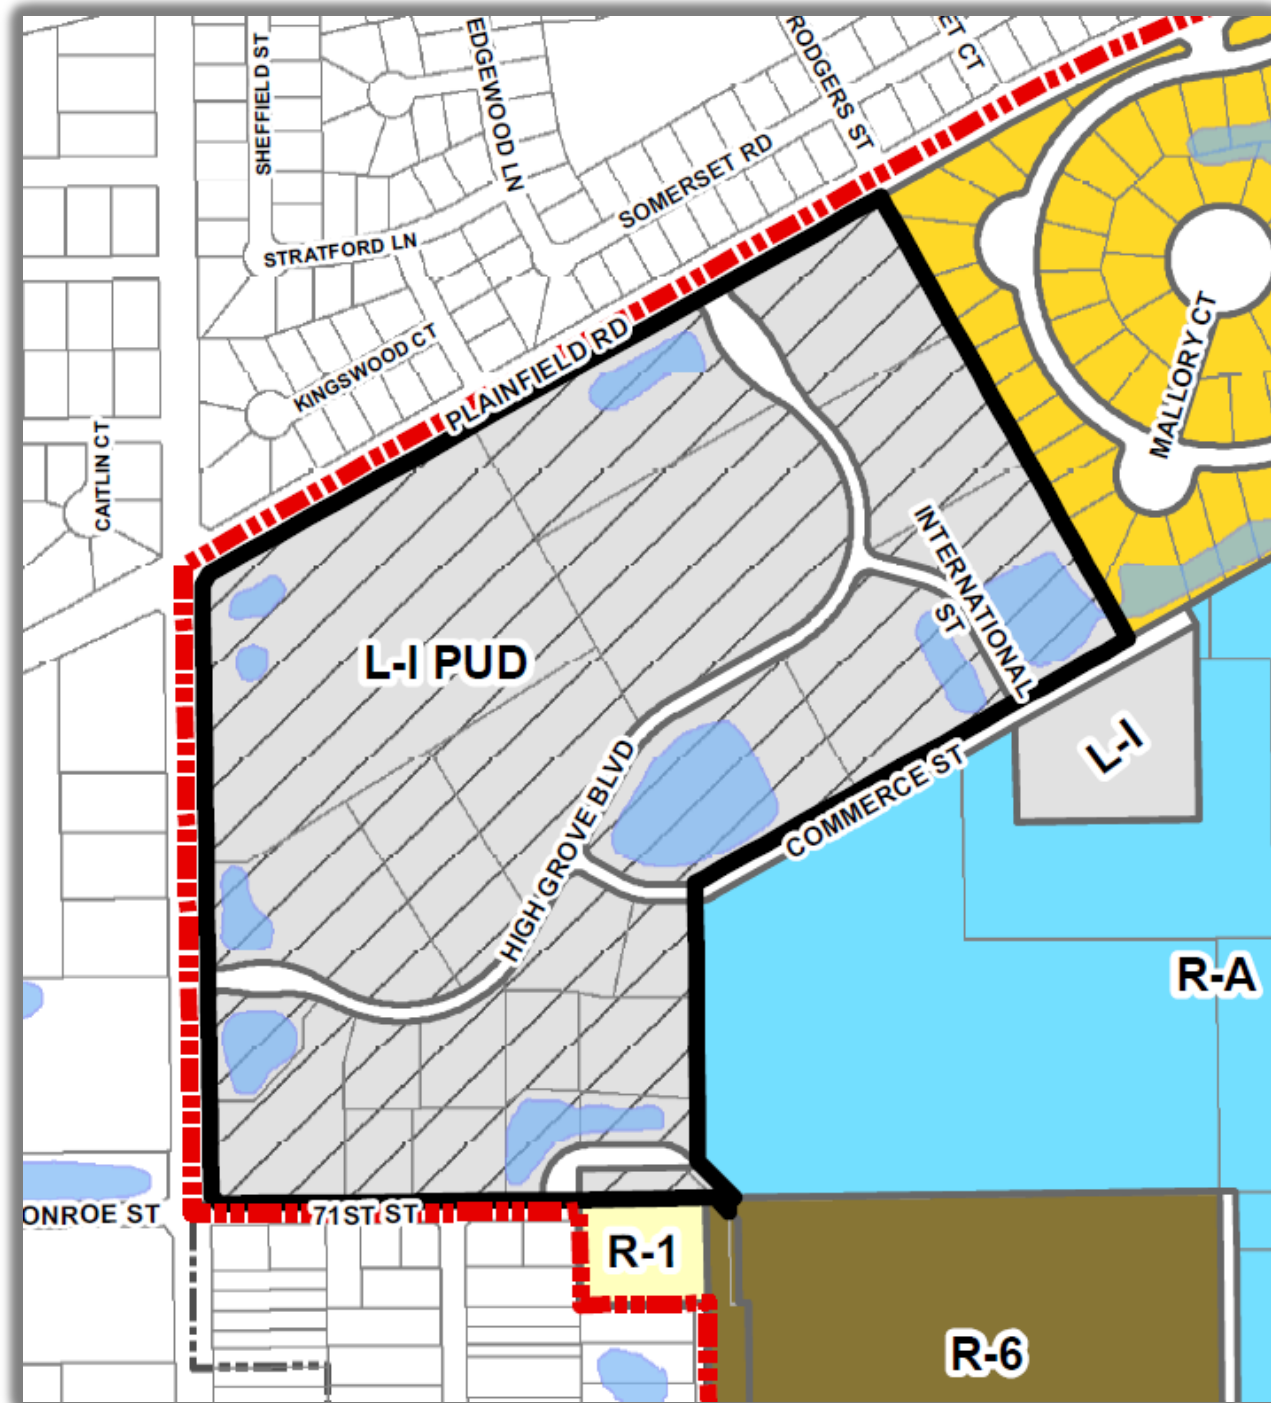 SHEFFIELD ST
EDGEWOOD LN
RODGERS ST
ET CT
SOMERSET RD
STRATFORD LN
KINGSWOOD CT
PLAINFIELD RD
MALLORY CT
CAITLIN CT
INTERNATIONAL
ST
L-I PUD
L-I
HIGH GROVE BLVD
COMMERCE ST
R-A
ONROE ST
71ST ST
R-1
R-6